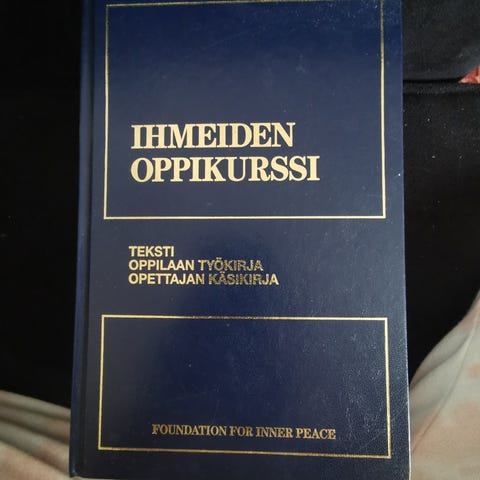 IHMEIDEN
OPPIKURSSI
TEKSTI
OPPILAAN TYÖKIRJA
OPETTAJAN KÄSIKIRJA
FOUNDATION FOR INNER PEACE